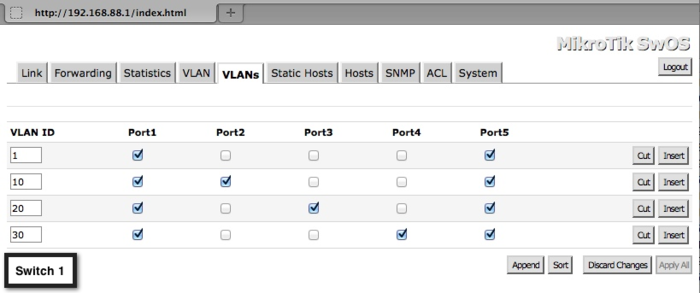 http://192.168.88.1/index.html
MikroTik SwOS
Logout
Link Forwarding Statistics VLAN VLANs Static Hosts Hosts SNMP ACL System
VLAN ID Port1 Port2 Port3 Port4 Port5
1 Cut Insert
10 Cut Insert
20 Cut Insert
30 Cut Insert
Switch 1
Append Sort Discard Changes Apply All